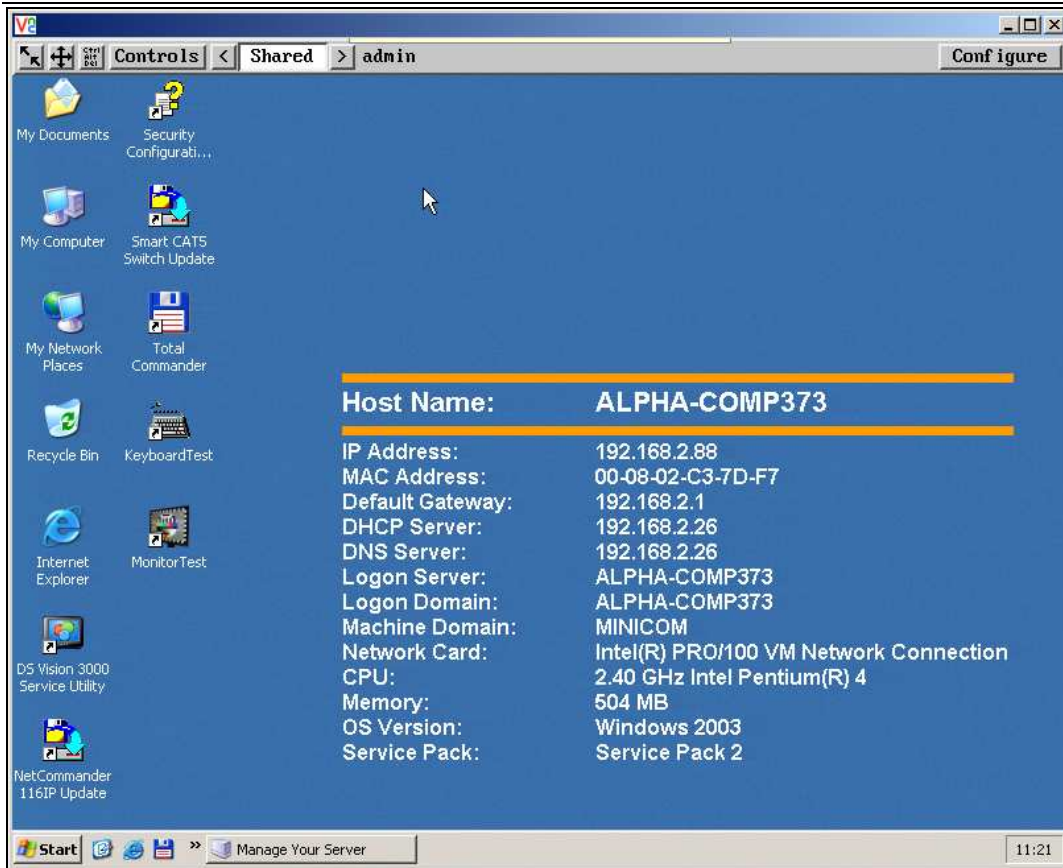 Ctrl
Alt
Del
Controls < Shared > admin
Configure
My Documents
Security
Configurati...
My Computer
Smart CAT5
Switch Update
My Network
Places
Total
Commander
Recycle Bin
KeyboardTest
Internet
Explorer
MonitorTest
DS Vision 3000
Service Utility
NetCommander
116IP Update
Host Name: ALPHA-COMP373
IP Address: 192.168.2.88
MAC Address: 00-08-02-C3-7D-F7
Default Gateway: 192.168.2.1
DHCP Server: 192.168.2.26
DNS Server: 192.168.2.26
Logon Server: ALPHA-COMP373
Logon Domain: ALPHA-COMP373
Machine Domain: MINICOM
Network Card: Intel(R) PRO/100 VM Network Connection
CPU: 2.40 GHz Intel Pentium(R) 4
Memory: 504 MB
OS Version: Windows 2003
Service Pack: Service Pack 2
Start » Manage Your Server 11:21